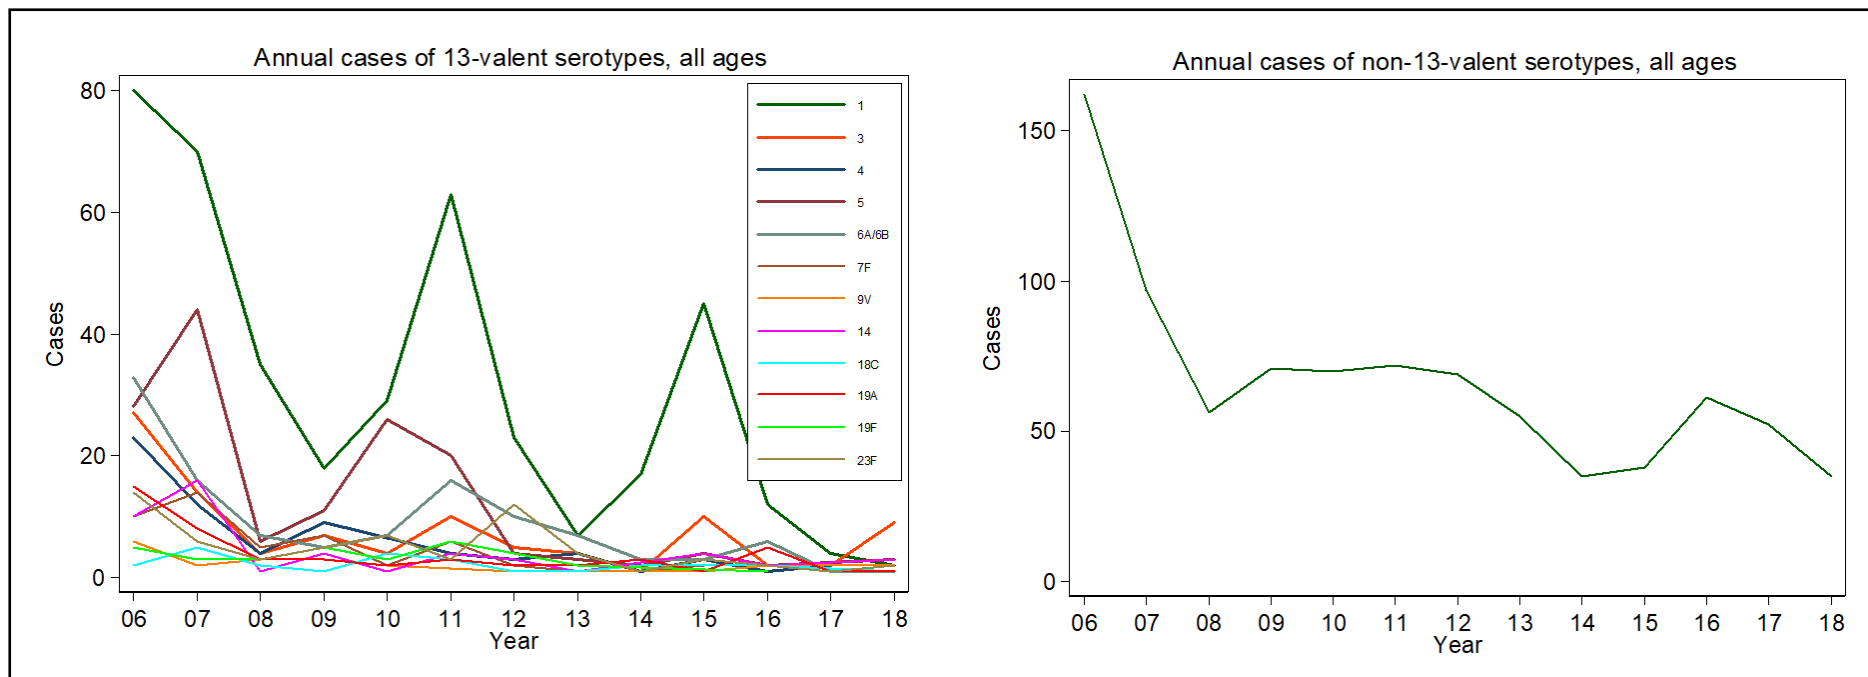 Annual cases of 13-valent serotypes, all ages
80
60
40
20
0
Cases
06 07 08 09 10 11 12 13 14 15 16 17 18
Year
1
3
4
5
6A/6B
7F
9V
14
18C
19A
19F
23F
Annual cases of non-13-valent serotypes, all ages
150
100
50
0
Cases
06 07 08 09 10 11 12 13 14 15 16 17 18
Year